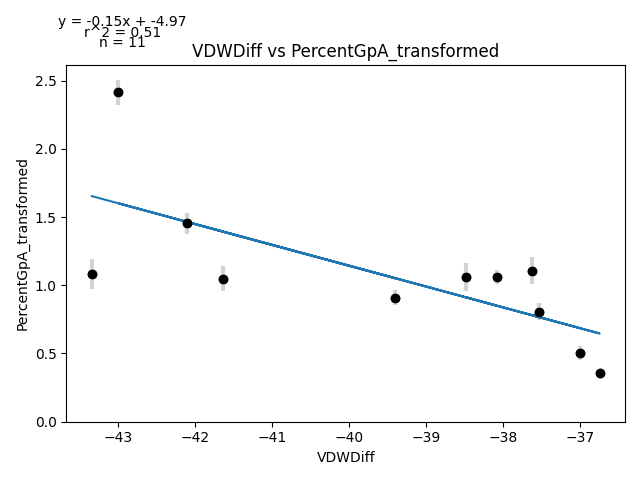 y = -0.15x + -4.97
r^2 = 0.51
n = 11
VDWDiff vs PercentGpA_transformed
PercentGpA_transformed
2.5
2.0
1.5
1.0
0.5
0.0
−43
−42
−41
−40
−39
−38
−37
VDWDiff